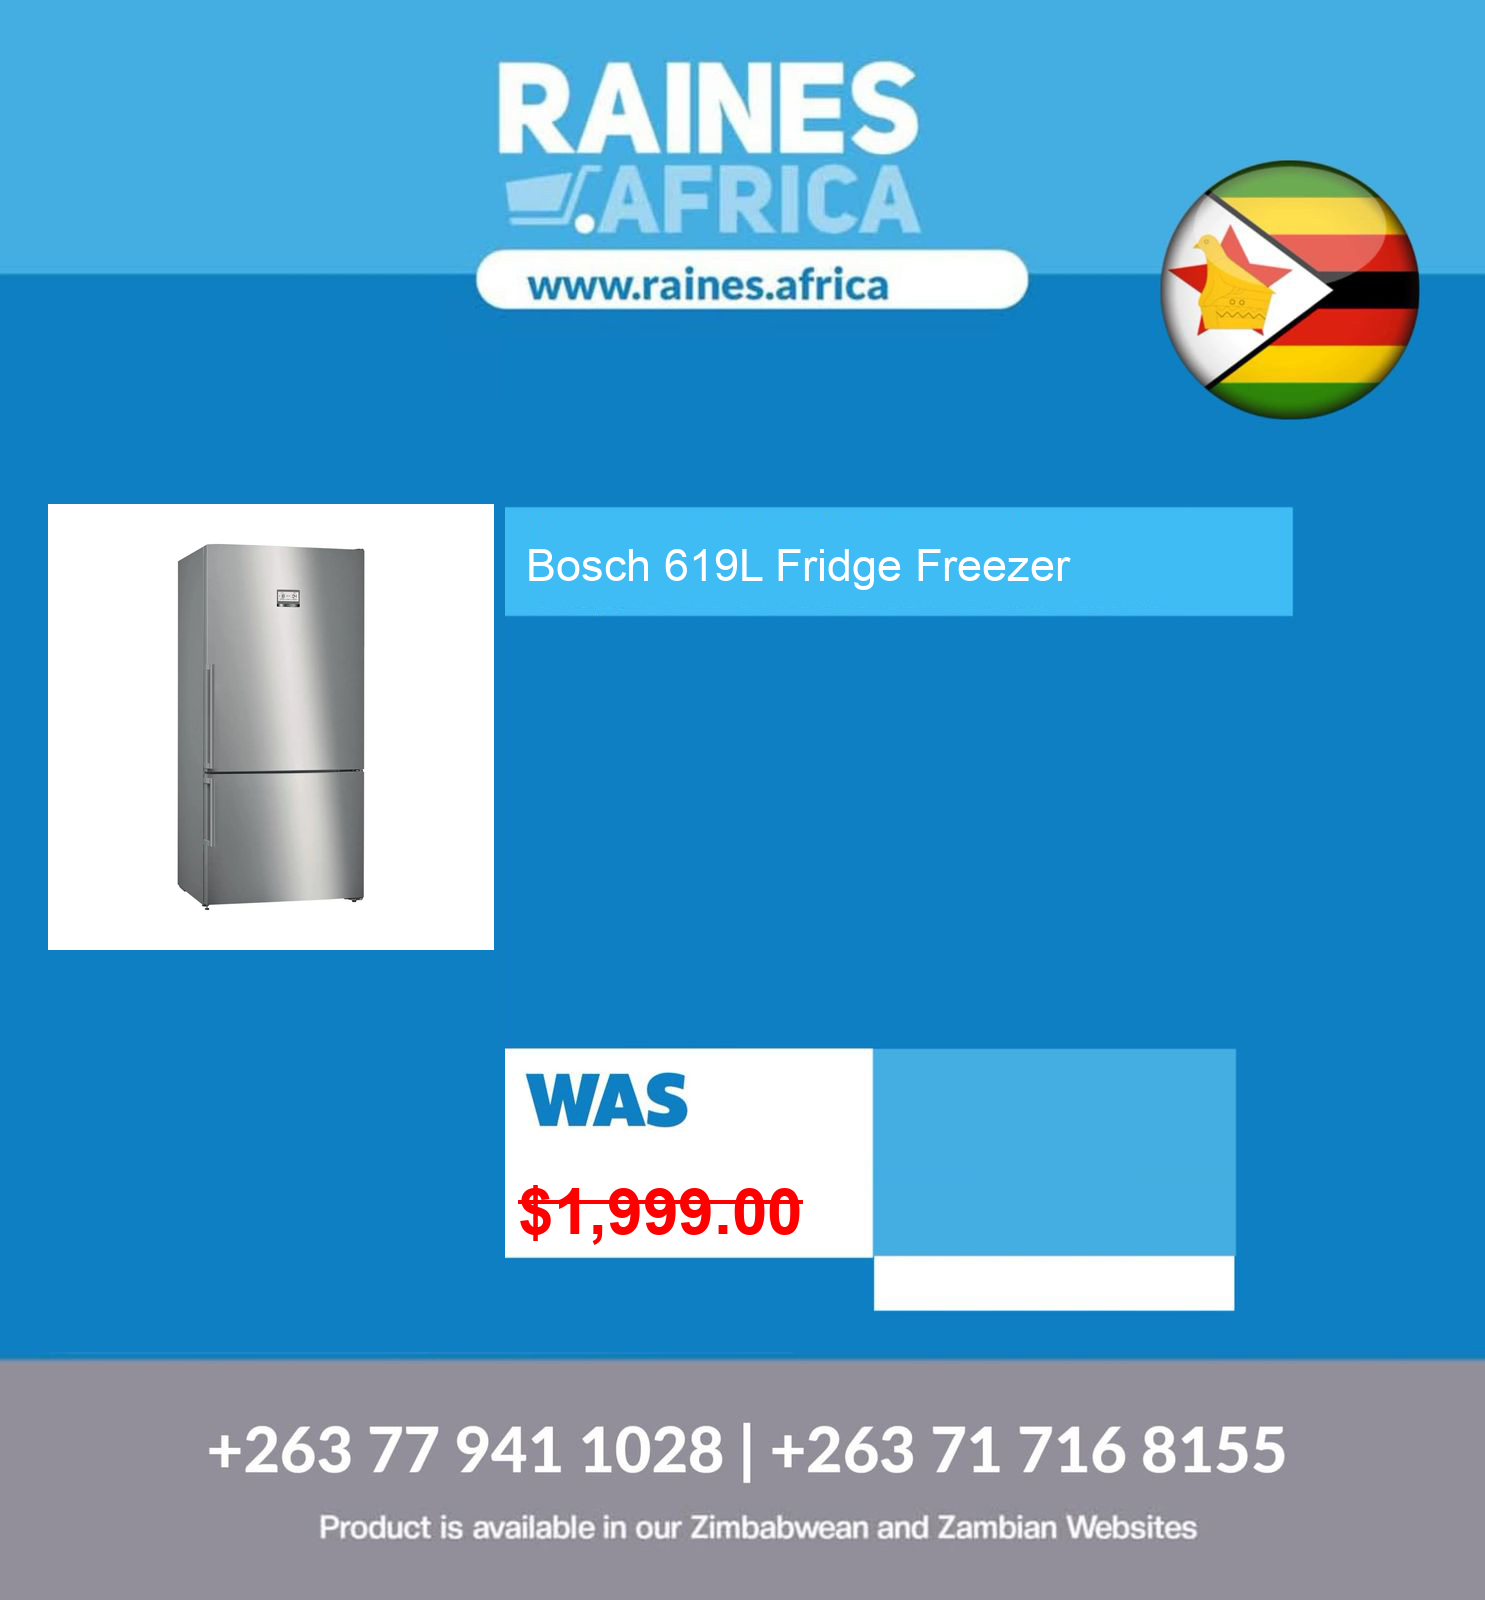 RAINES
.AFRICA
www.raines.africa
Bosch 619L Fridge Freezer
WAS
$1,999.00
+263 77 941 1028 | +263 71 716 8155
Product is available in our Zimbabwean and Zambian Websites